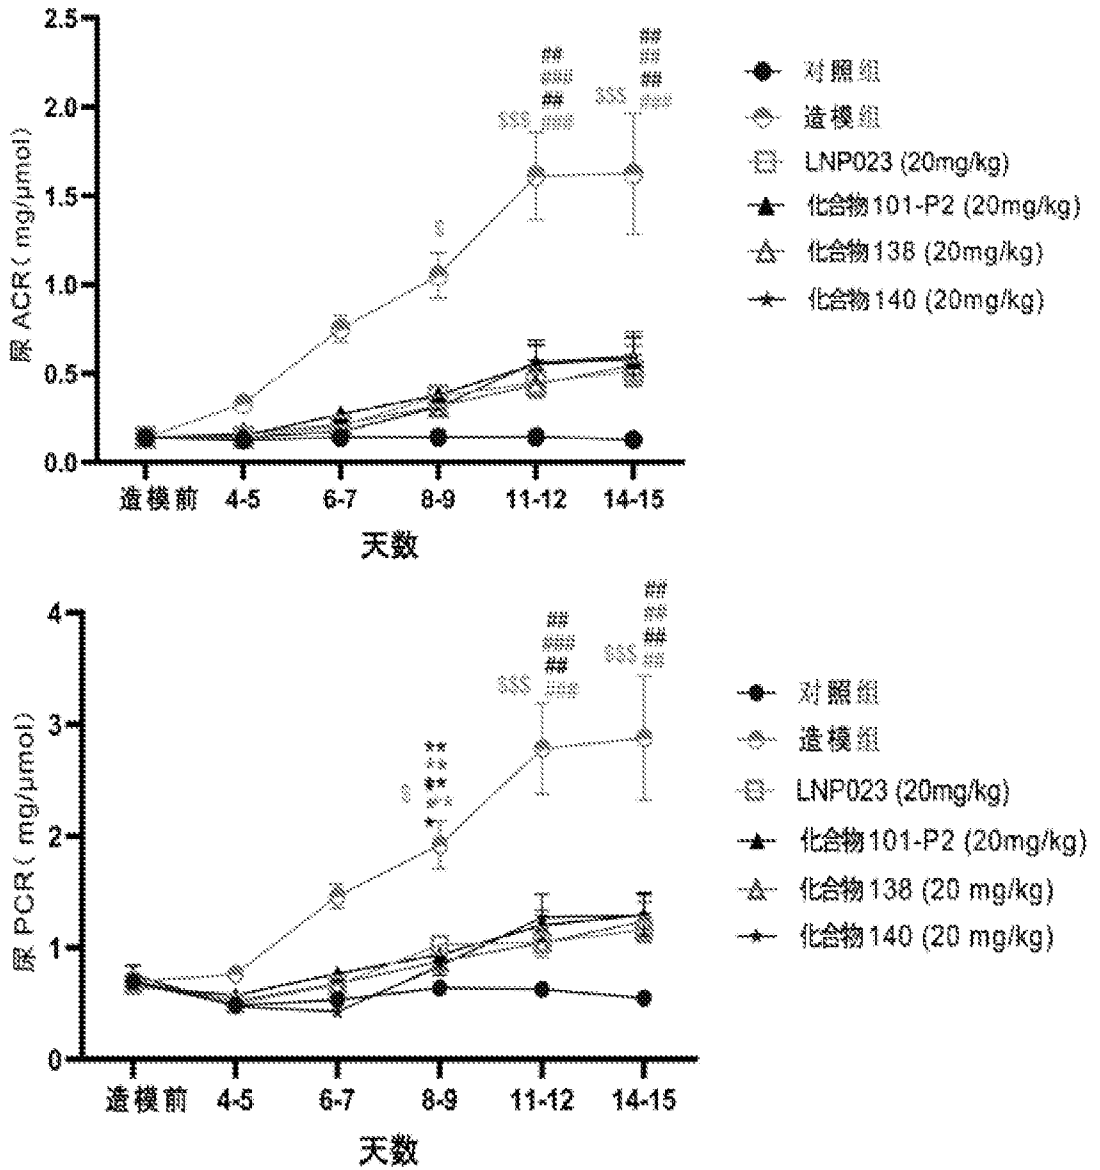 2.5
2.0
1.5
1.0
0.5
0.0
尿 ACR( mg/μmol)
##
###
##
###
$$$
##
##
##
###
$$$
$
对照组
造模组
LNP023 (20mg/kg)
化合物101-P2 (20mg/kg)
化合物138 (20mg/kg)
化合物140 (20mg/kg)
造模前 4-5 6-7 8-9 11-12 14-15
天数
4
3
2
1
0
尿 PCR( mg/μmol)
##
###
##
###
$$$
##
##
##
##
$$$
$
对照组
造模组
LNP023 (20mg/kg)
化合物101-P2 (20mg/kg)
化合物138 (20 mg/kg)
化合物140 (20 mg/kg)
造模前 4-5 6-7 8-9 11-12 14-15
天数